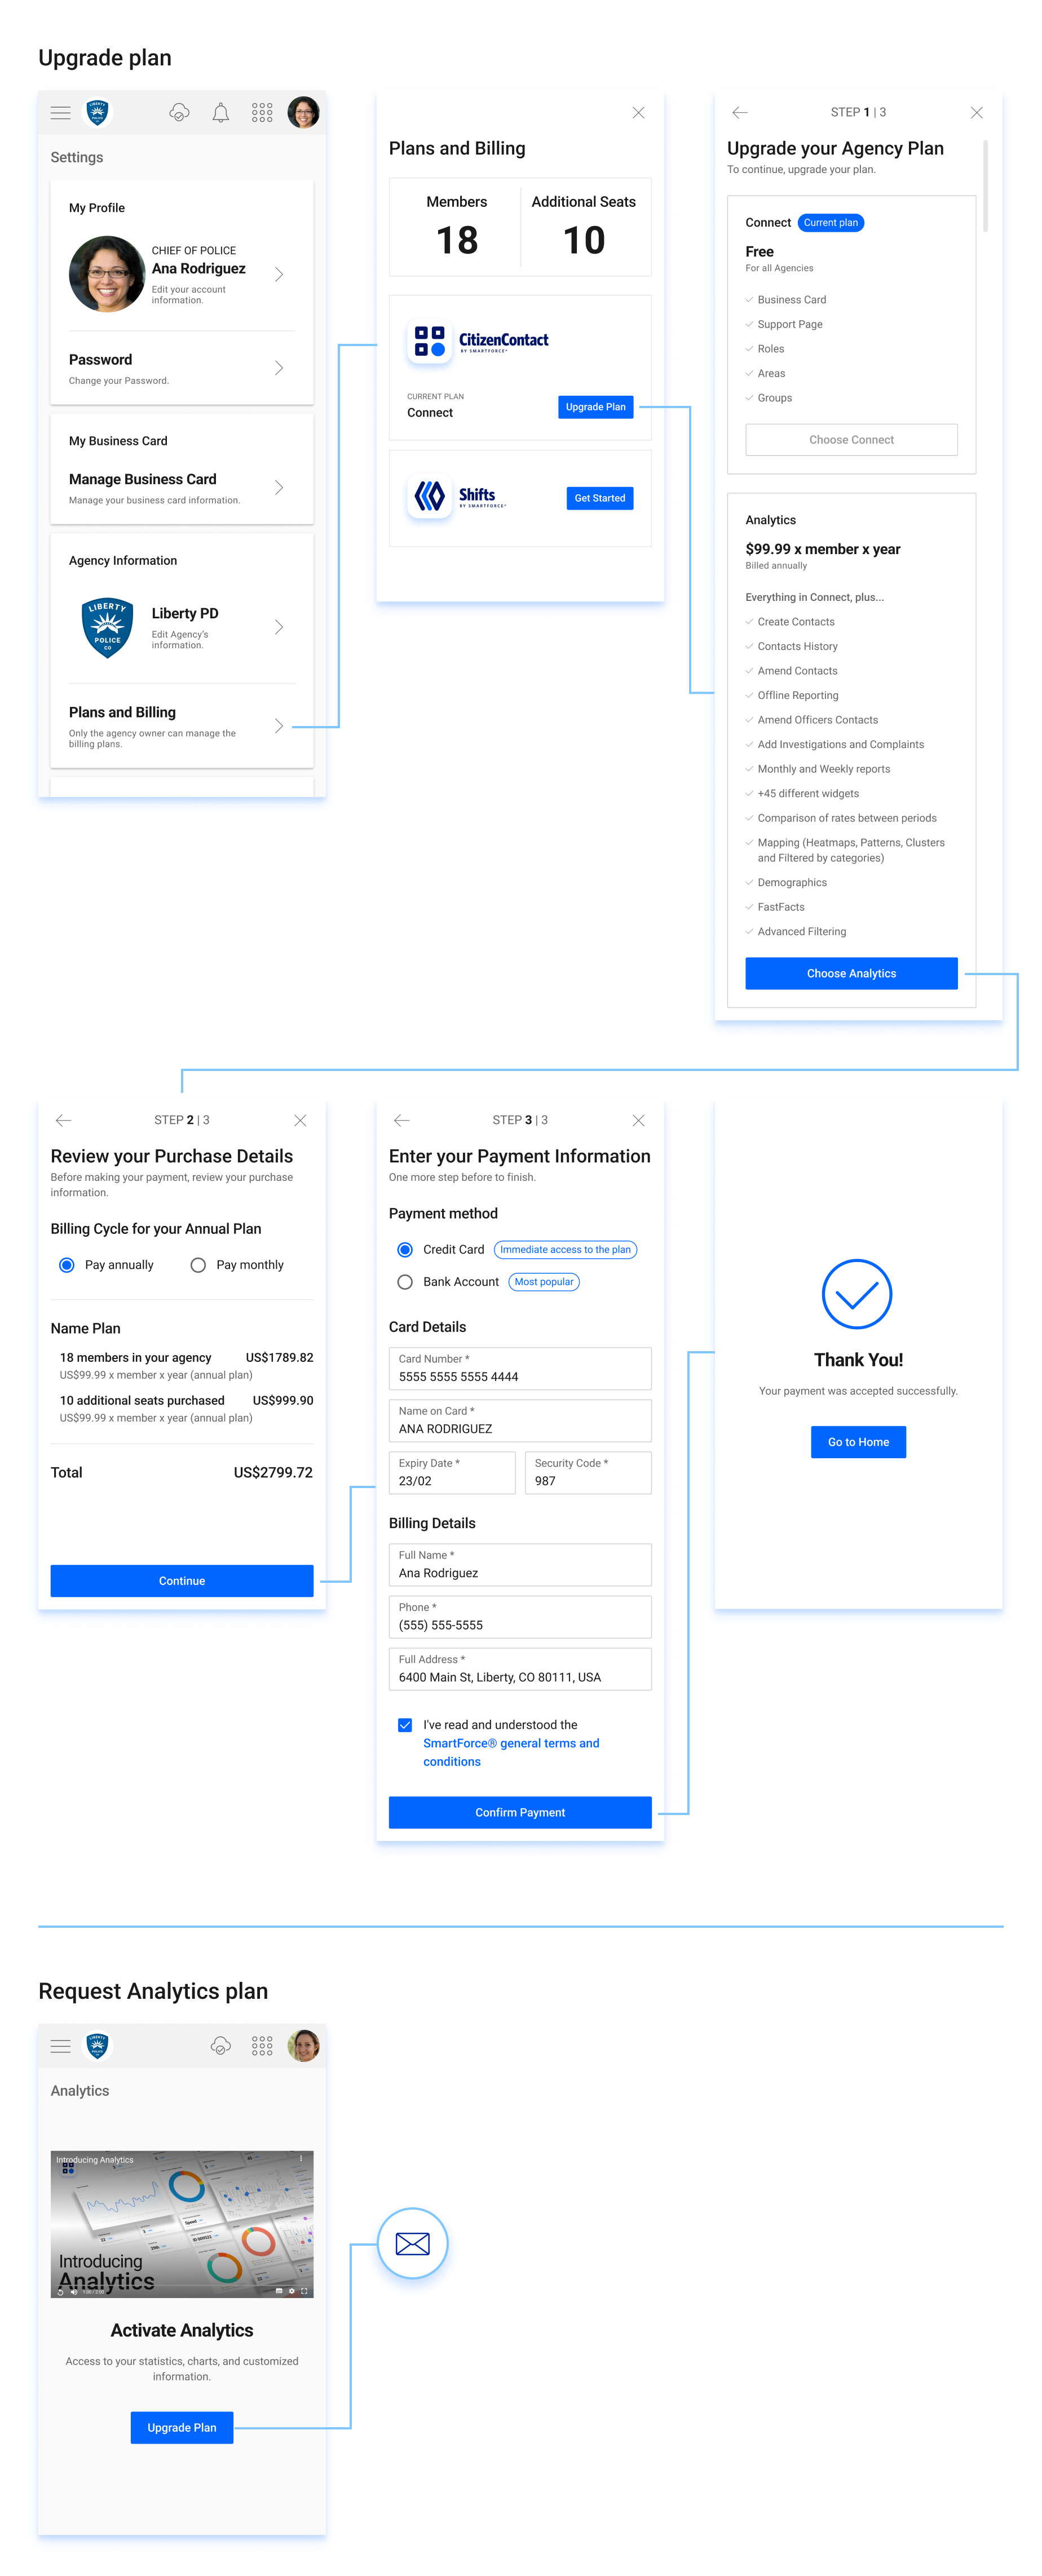 Upgrade plan
LIBERTY
POLICE
Settings
My Profile
CHIEF OF POLICE
Ana Rodriguez
Edit your account
information.
Password
Change your Password.
My Business Card
Manage Business Card
Manage your business card information.
Agency Information
LIBERTY
POLICE
CO
Liberty PD
Edit Agency's
information.
Plans and Billing
Only the agency owner can manage the
billing plans.
Plans and Billing
Members
18
Additional Seats
10
CitizenContact
BY SMARTFORCE®
CURRENT PLAN
Connect
Upgrade Plan
Shifts
BY SMARTFORCE®
Get Started
STEP 1 | 3
Upgrade your Agency Plan
To continue, upgrade your plan.
Connect
Current plan
Free
For all Agencies
Business Card
Support Page
Roles
Areas
Groups
Choose Connect
Analytics
$99.99 x member x year
Billed annually
Everything in Connect, plus...
Create Contacts
Contacts History
Amend Contacts
Offline Reporting
Amend Officers Contacts
Add Investigations and Complaints
Monthly and Weekly reports
+45 different widgets
Comparison of rates between periods
Mapping (Heatmaps, Patterns, Clusters
and Filtered by categories)
Demographics
FastFacts
Advanced Filtering
Choose Analytics
STEP 2 | 3
Review your Purchase Details
Before making your payment, review your purchase
information.
Billing Cycle for your Annual Plan
Pay annually
Pay monthly
Name Plan
18 members in your agency US$1789.82
US$99.99 x member x year (annual plan)
10 additional seats purchased US$999.90
US$99.99 x member x year (annual plan)
Total US$2799.72
Continue
STEP 3 | 3
Enter your Payment Information
One more step before to finish.
Payment method
Credit Card Immediate access to the plan
Bank Account Most popular
Card Details
Card Number *
5555 5555 5555 4444
Name on Card *
ANA RODRIGUEZ
Expiry Date *
23/02
Security Code *
987
Billing Details
Full Name *
Ana Rodriguez
Phone *
(555) 555-5555
Full Address *
6400 Main St, Liberty, CO 80111, USA
I've read and understood the
SmartForce® general terms and
conditions
Confirm Payment
Thank You!
Your payment was accepted successfully.
Go to Home
Request Analytics plan
LIBERTY
POLICE
Analytics
Introducing Analytics
Introducing
Analytics
Activate Analytics
Access to your statistics, charts, and customized
information.
Upgrade Plan